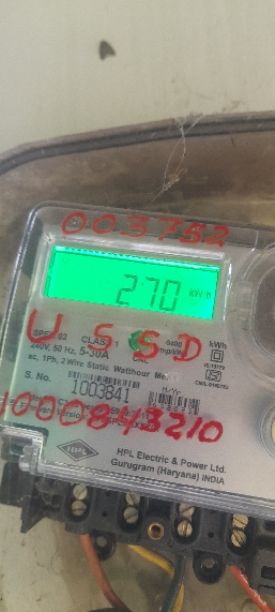 003752
270 kWh
U S S D
CLASS 1
240V, 50 Hz, 5-30A
kWh
ac, 1Ph, 2 Wire Static Watthour Meter
S. No.
1003841
1000843210
HPL
HPL Electric & Power Ltd.
Gurugram (Haryana) INDIA